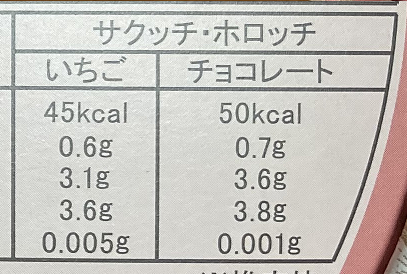 サクッチ・ホロッチ
いちご チョコレート
45kcal 50kcal
0.6g 0.7g
3.1g 3.6g
3.6g 3.8g
0.005g 0.001g